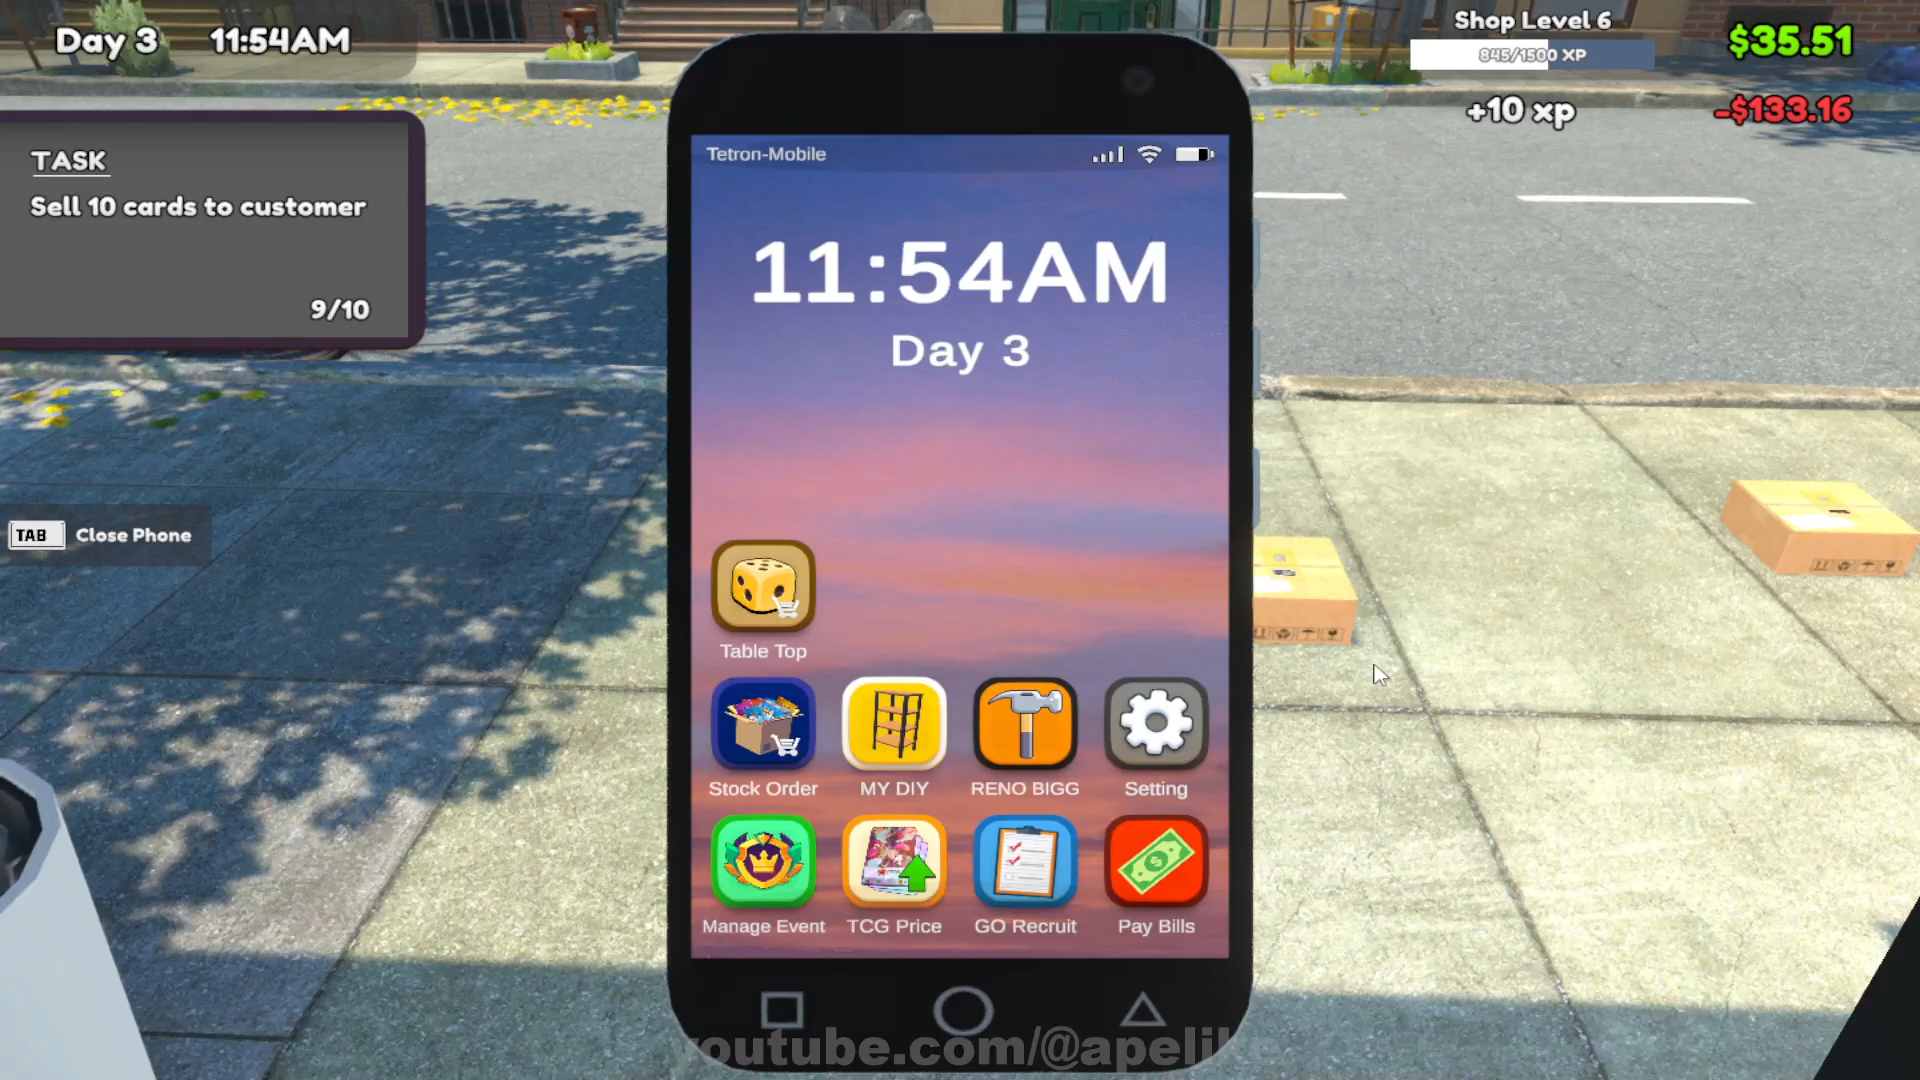 Day 3 11:54AM
Shop Level 6
845/1500 XP
$35.51
+10 xp
-$133.16
TASK
Sell 10 cards to customer
9/10
TAB Close Phone
Tetron-Mobile
11:54AM
Day 3
Table Top
Stock Order MY DIY RENO BIGG Setting
Manage Event TCG Price GO Recruit Pay Bills
youtube.com/@apelike